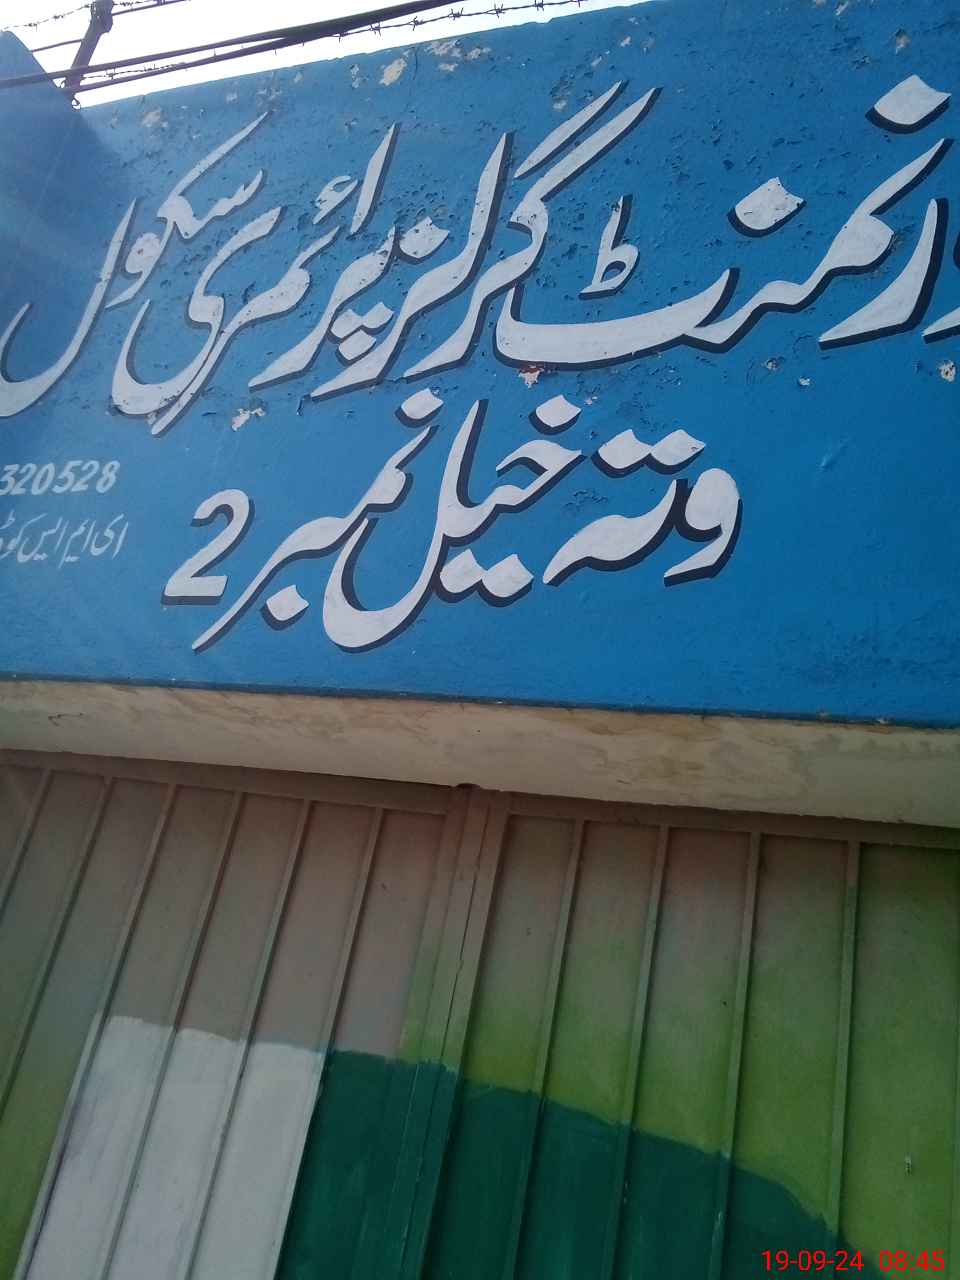 رنمنٹ گرلز پرائمری سکول
وتہ خیل نمبر 2
320528
ای ایم ایس کوڈ
19-09-24 08:45